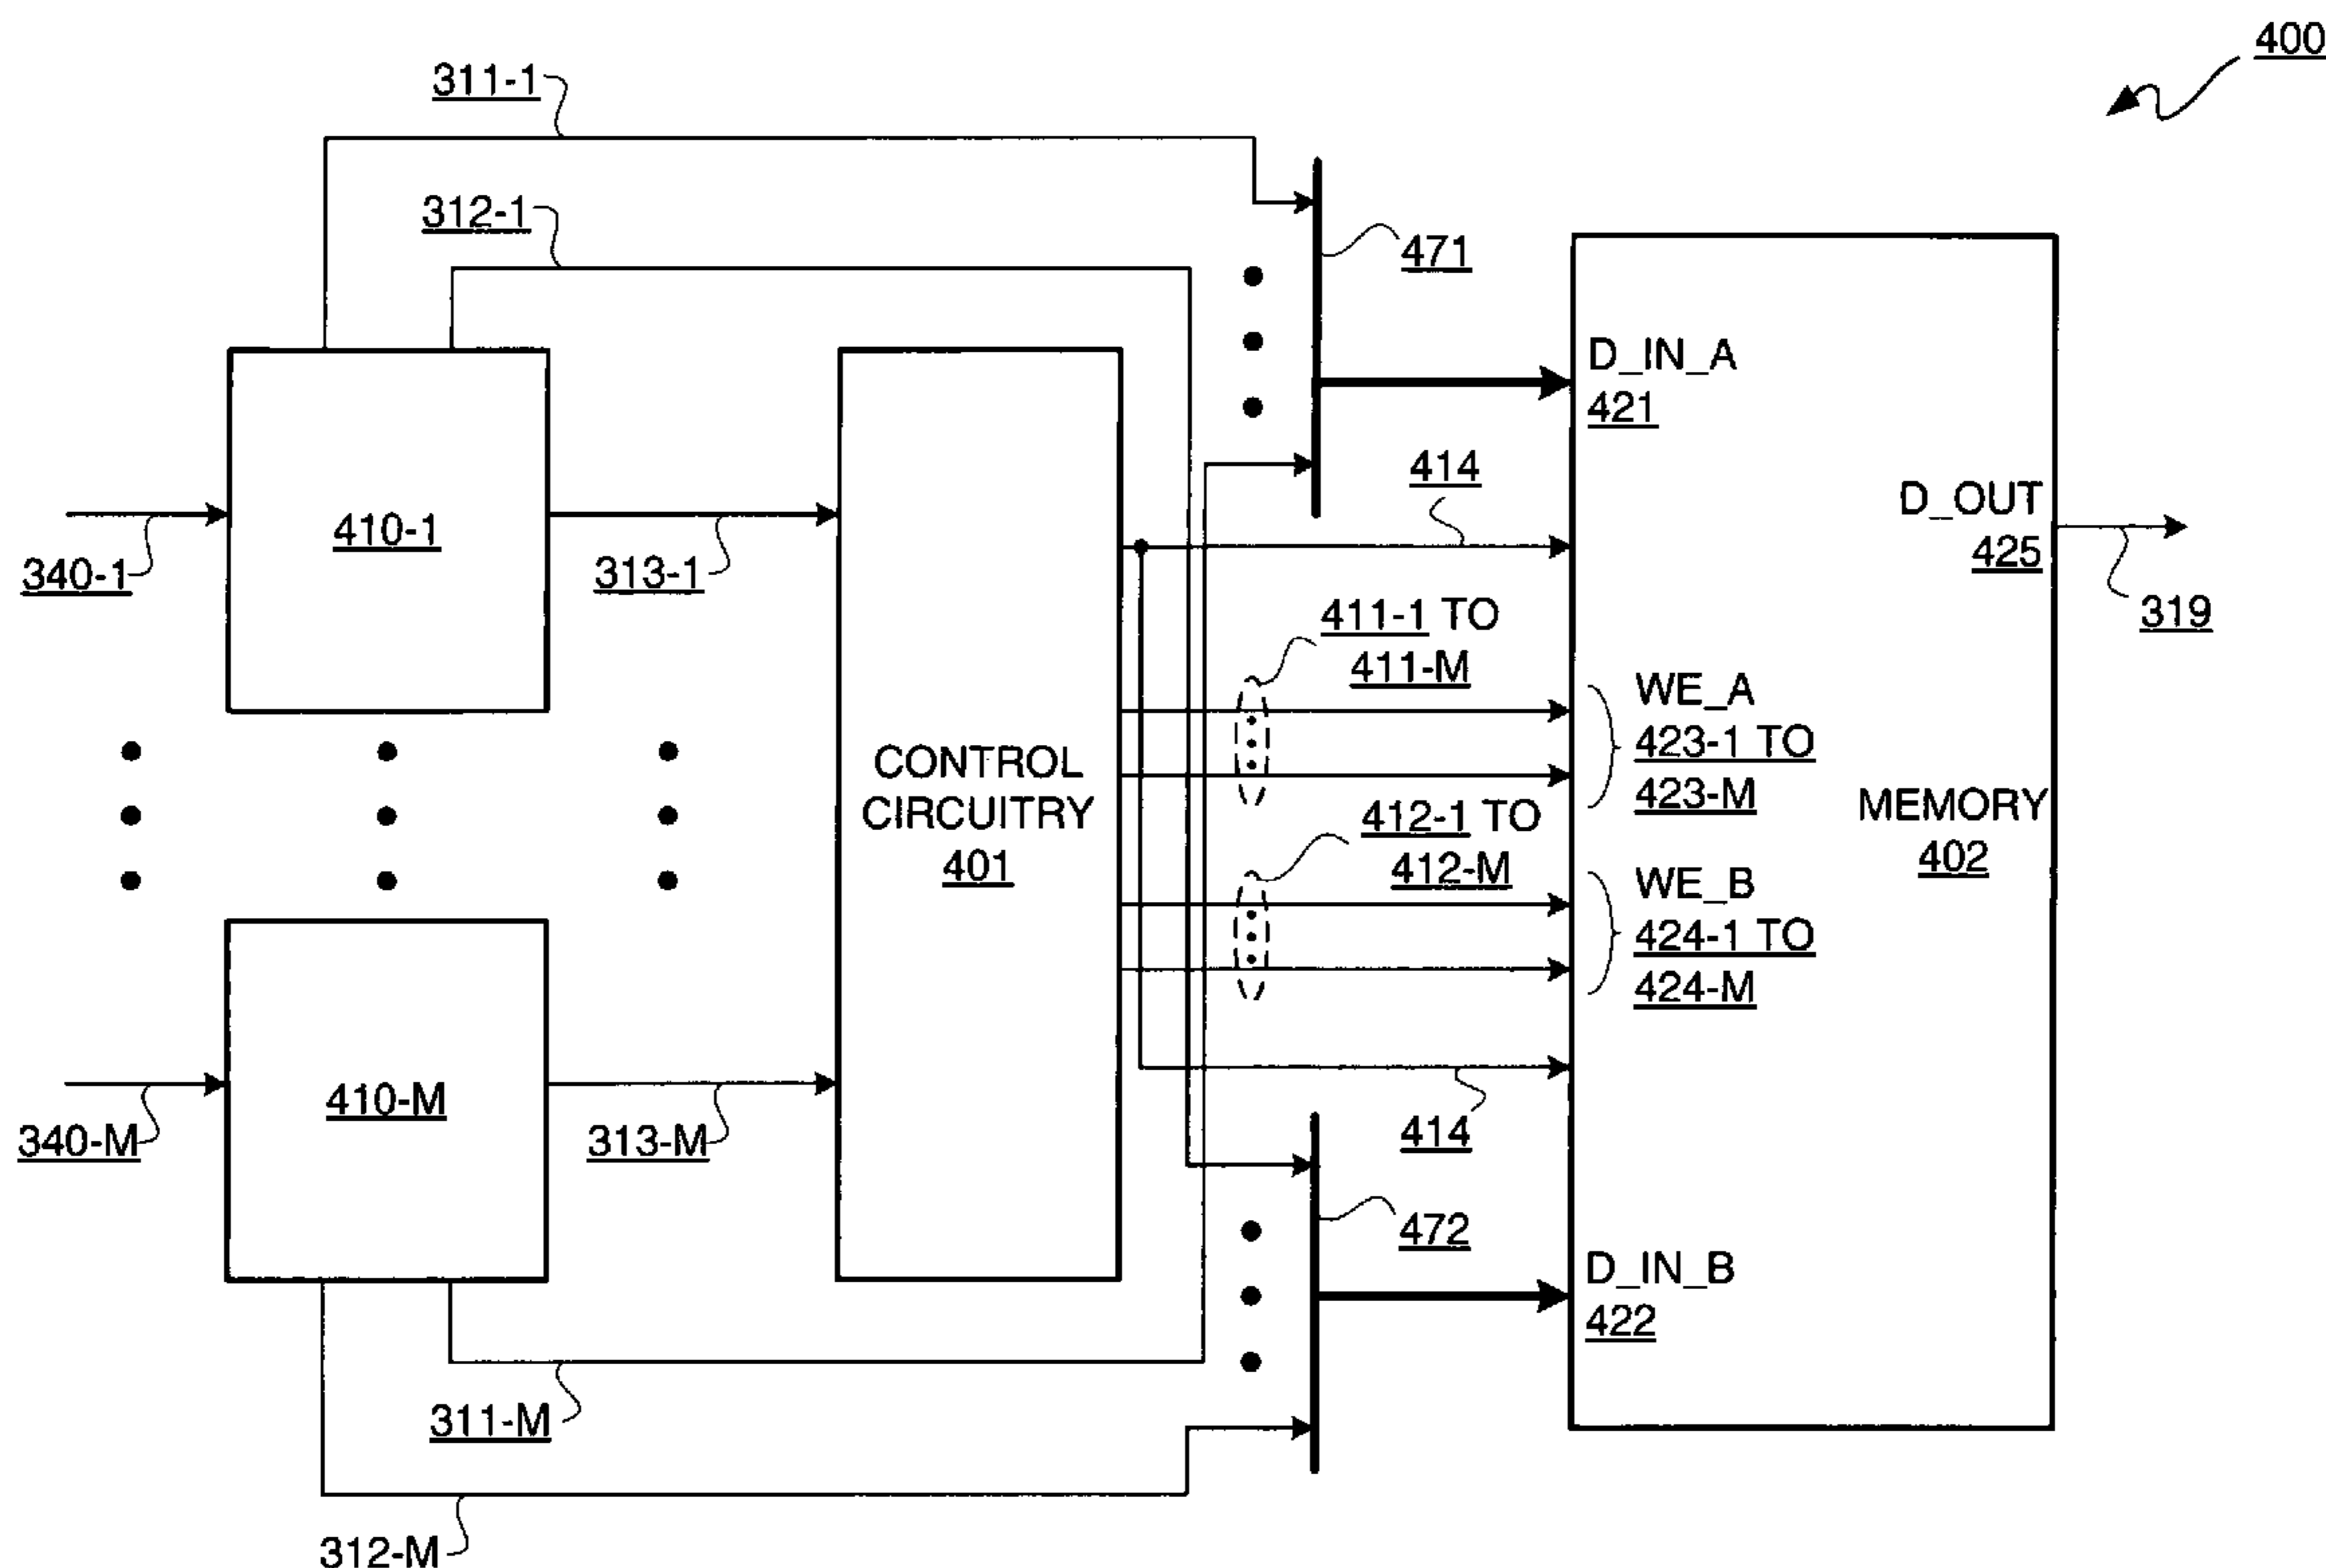 400
311-1
312-1
471
D_IN_A
421
414
410-1
D_OUT
425
340-1
313-1
319
411-1 TO
411-M
WE_A
423-1 TO
423-M
CONTROL
CIRCUITRY
401
MEMORY
402
412-1 TO
412-M
WE_B
424-1 TO
424-M
410-M
340-M
313-M
414
472
D_IN_B
422
311-M
312-M